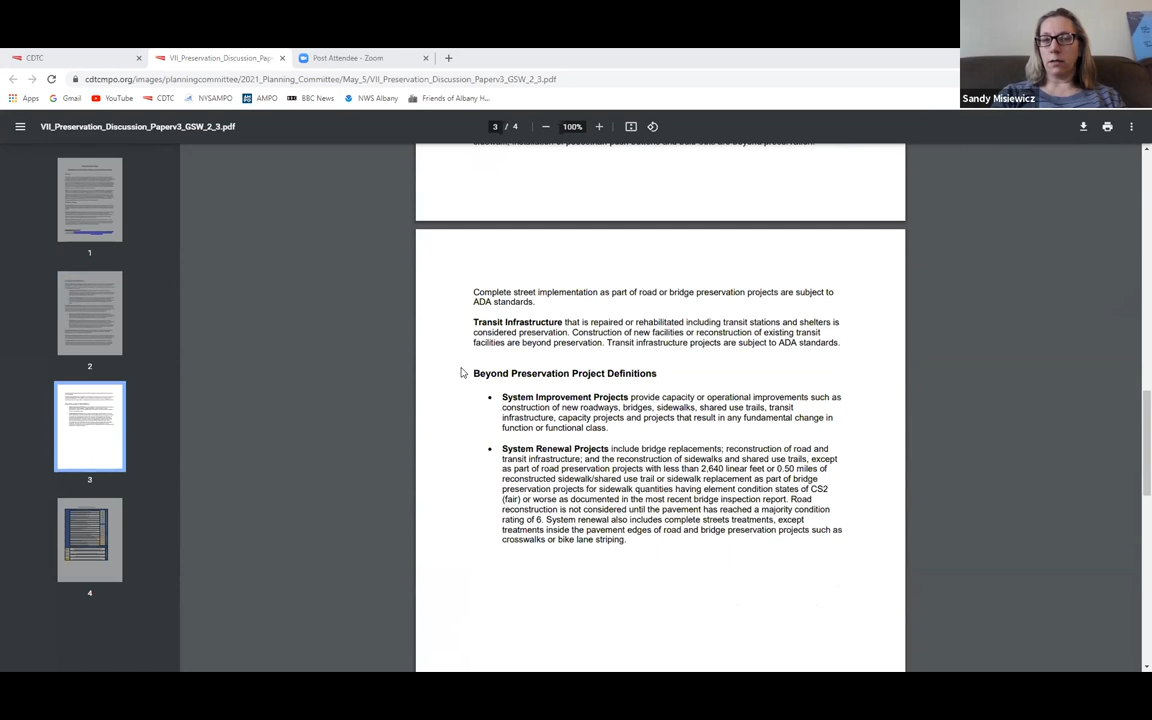 CDTC
VII_Preservation_Discussion_Pap
Post Attendee - Zoom
cdtcmpo.org/images/planningcommittee/2021_Planning_Committee/May_5/VII_Preservation_Discussion_Paperv3_GSW_2_3.pdf
Apps Gmail YouTube CDTC NYSAMPO AMPO BBC News NWS Albany Friends of Albany H...
Sandy Misiewicz
VII_Preservation_Discussion_Paperv3_GSW_2_3.pdf
3 / 4
100%
1
2
3
4
Complete street implementation as part of road or bridge preservation projects are subject to
ADA standards.
Transit Infrastructure that is repaired or rehabilitated including transit stations and shelters is
considered preservation. Construction of new facilities or reconstruction of existing transit
facilities are beyond preservation. Transit infrastructure projects are subject to ADA standards.
Beyond Preservation Project Definitions
• System Improvement Projects provide capacity or operational improvements such as
construction of new roadways, bridges, sidewalks, shared use trails, transit
infrastructure, capacity projects and projects that result in any fundamental change in
function or functional class.
• System Renewal Projects include bridge replacements; reconstruction of road and
transit infrastructure; and the reconstruction of sidewalks and shared use trails, except
as part of road preservation projects with less than 2,640 linear feet or 0.50 miles of
reconstructed sidewalk/shared use trail or sidewalk replacement as part of bridge
preservation projects for sidewalk quantities having element condition states of CS2
(fair) or worse as documented in the most recent bridge inspection report. Road
reconstruction is not considered until the pavement has reached a majority condition
rating of 6. System renewal also includes complete streets treatments, except
treatments inside the pavement edges of road and bridge preservation projects such as
crosswalks or bike lane striping.